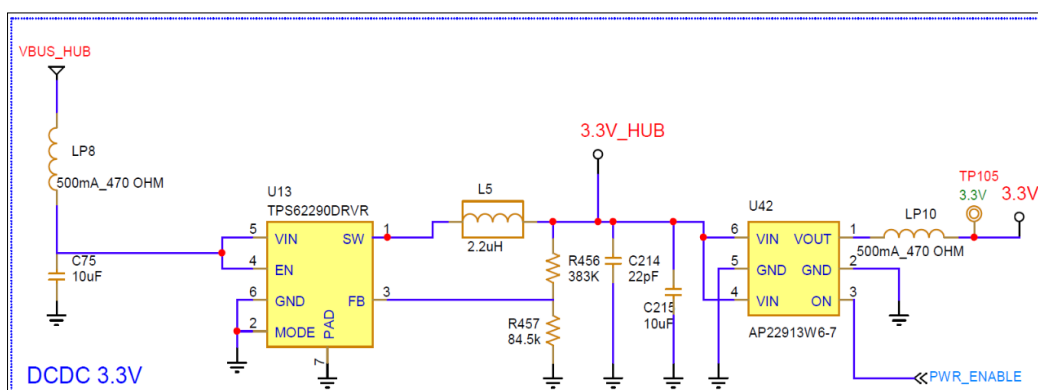 VBUS_HUB
LP8
500mA_470 OHM
C75
10uF
U13
TPS62290DRVR
5 VIN SW 1
4 EN
6 GND FB 3
2 MODE PAD
7
L5
2.2uH
3.3V_HUB
R456
383K
R457
84.5k
C214
22pF
C215
10uF
U42
6 VIN VOUT 1
5 GND GND 2
4 VIN ON 3
AP22913W6-7
LP10
500mA_470 OHM
TP105
3.3V
3.3V
PWR_ENABLE
DCDC 3.3V